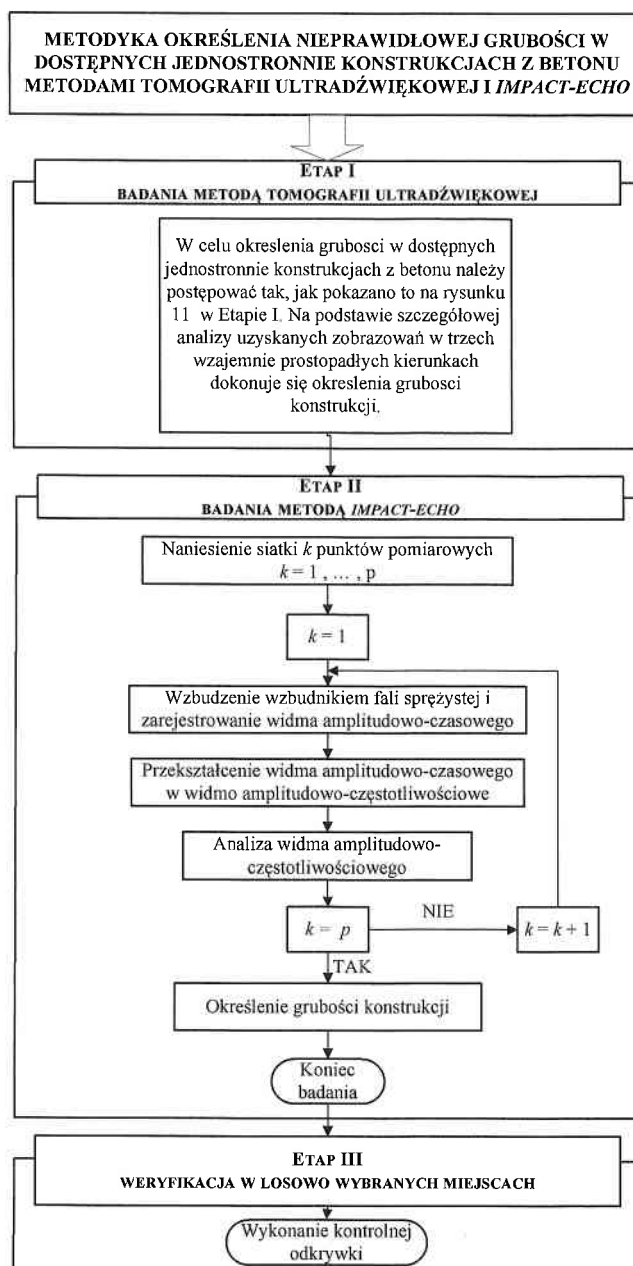 METODYKA OKREŚLENIA NIEPRAWIDŁOWEJ GRUBOŚCI W
DOSTĘPNYCH JEDNOSTRONNIE KONSTRUKCJACH Z BETONU
METODAMI TOMOGRAFII ULTRADŹWIĘKOWEJ I IMPACT-ECHO
ETAP I
BADANIA METODĄ TOMOGRAFII ULTRADŹWIĘKOWEJ
W celu okreslenia grubosci w dostępnych
jednostronnie konstrukcjach z betonu należy
postępować tak, jak pokazano to na rysunku
11 w Etapie I. Na podstawie szczegółowej
analizy uzyskanych zobrazowań w trzech
wzajemnie prostopadłych kierunkach
dokonuje się okreslenia grubosci
konstrukcji.
ETAP II
BADANIA METODĄ IMPACT-ECHO
Naniesienie siatki k punktów pomiarowych
k = 1 , ... , p
k = 1
Wzbudzenie wzbudnikiem fali sprężystej i
zarejestrowanie widma amplitudowo-czasowego
Przekształcenie widma amplitudowo-czasowego
w widmo amplitudowo-częstotliwościowe
Analiza widma amplitudowo-
częstotliwościowego
k = p
NIE
k = k + 1
TAK
Określenie grubości konstrukcji
Koniec
badania
ETAP III
WERYFIKACJA W LOSOWO WYBRANYCH MIEJSCACH
Wykonanie kontrolnej
odkrywki